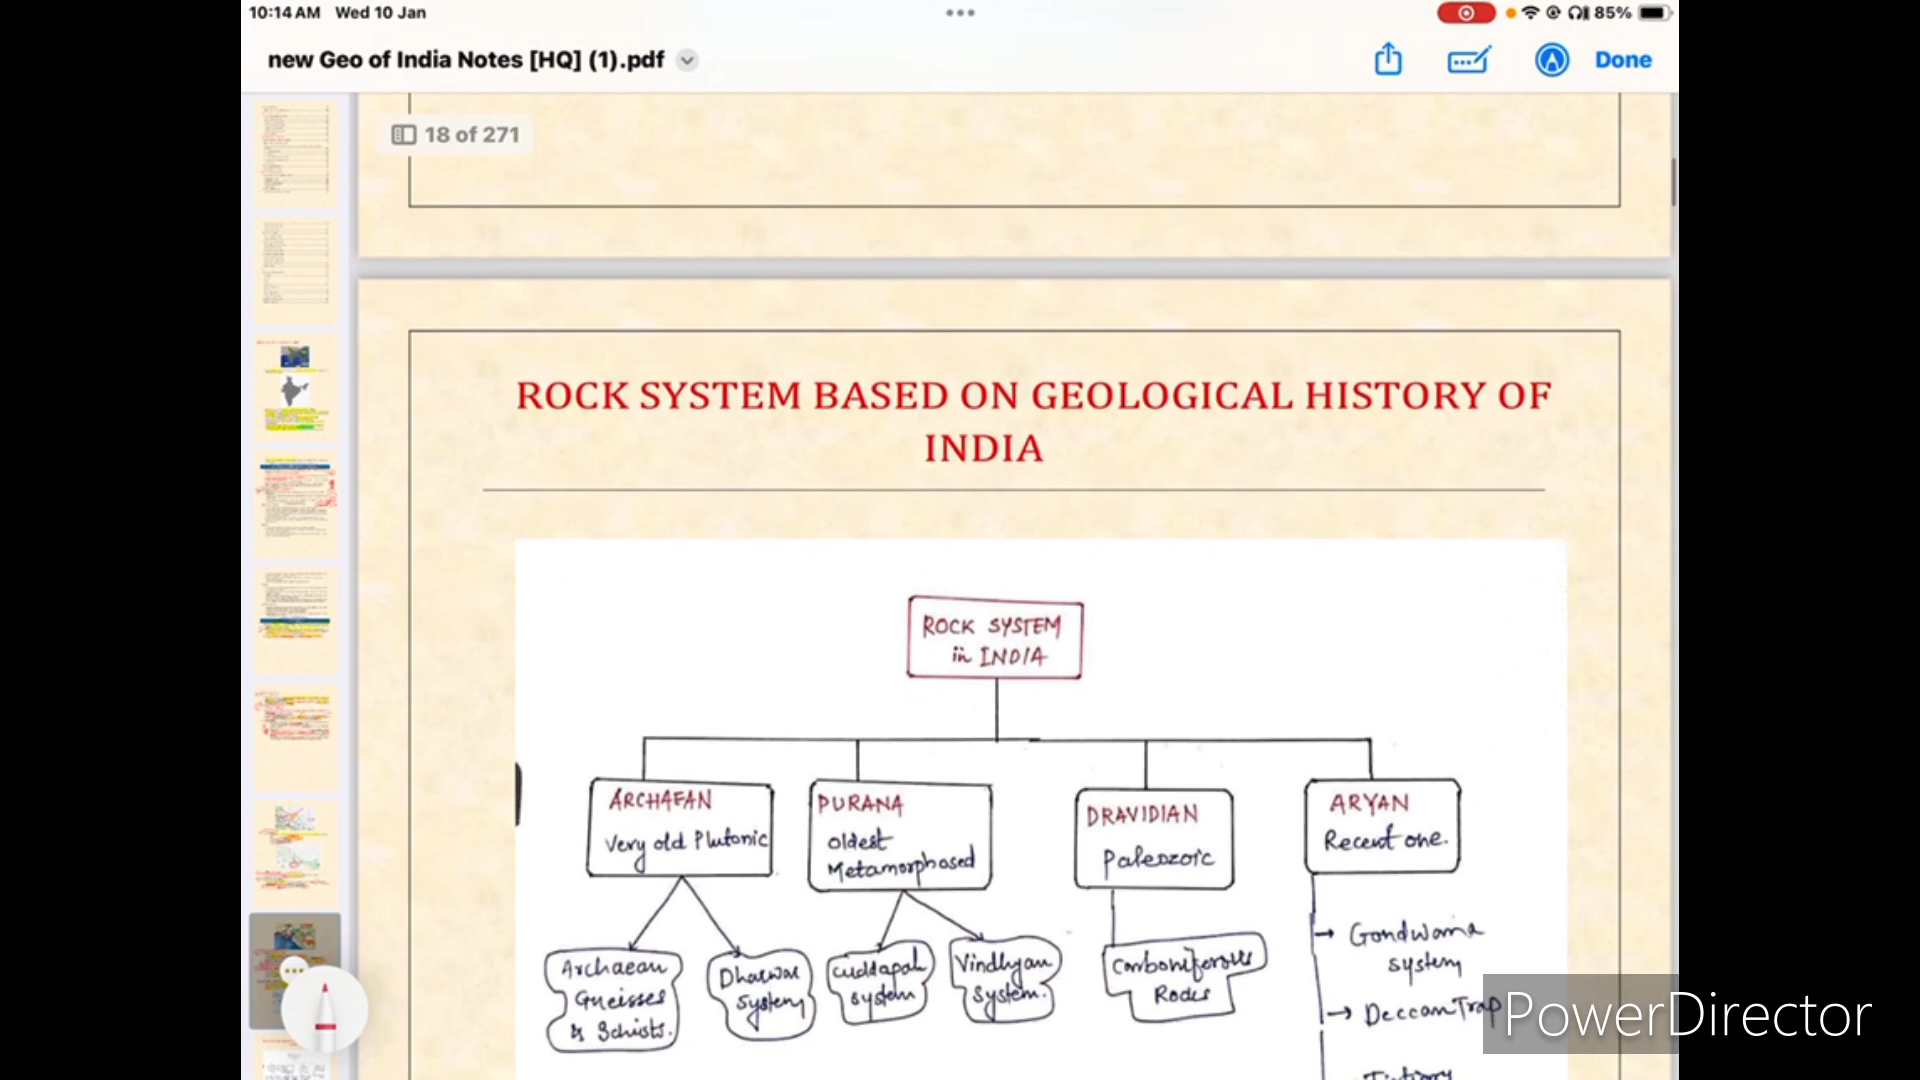 10:14 AM Wed 10 Jan
85%
new Geo of India Notes [HQ] (1).pdf
Done
18 of 271
ROCK SYSTEM BASED ON GEOLOGICAL HISTORY OF
INDIA
ROCK SYSTEM
in INDIA
ARCHAEAN
Very old Plutonic
PURANA
oldest
Metamorphosed
DRAVIDIAN
Paleozoic
ARYAN
Recent one.
Archaean
Gneisses
& Schists.
Dharwar
System
cuddapah
system
Vindhyan
System.
Carboniferous
Rocks
→ Gondwana
system
→ Deccan Trap
PowerDirector